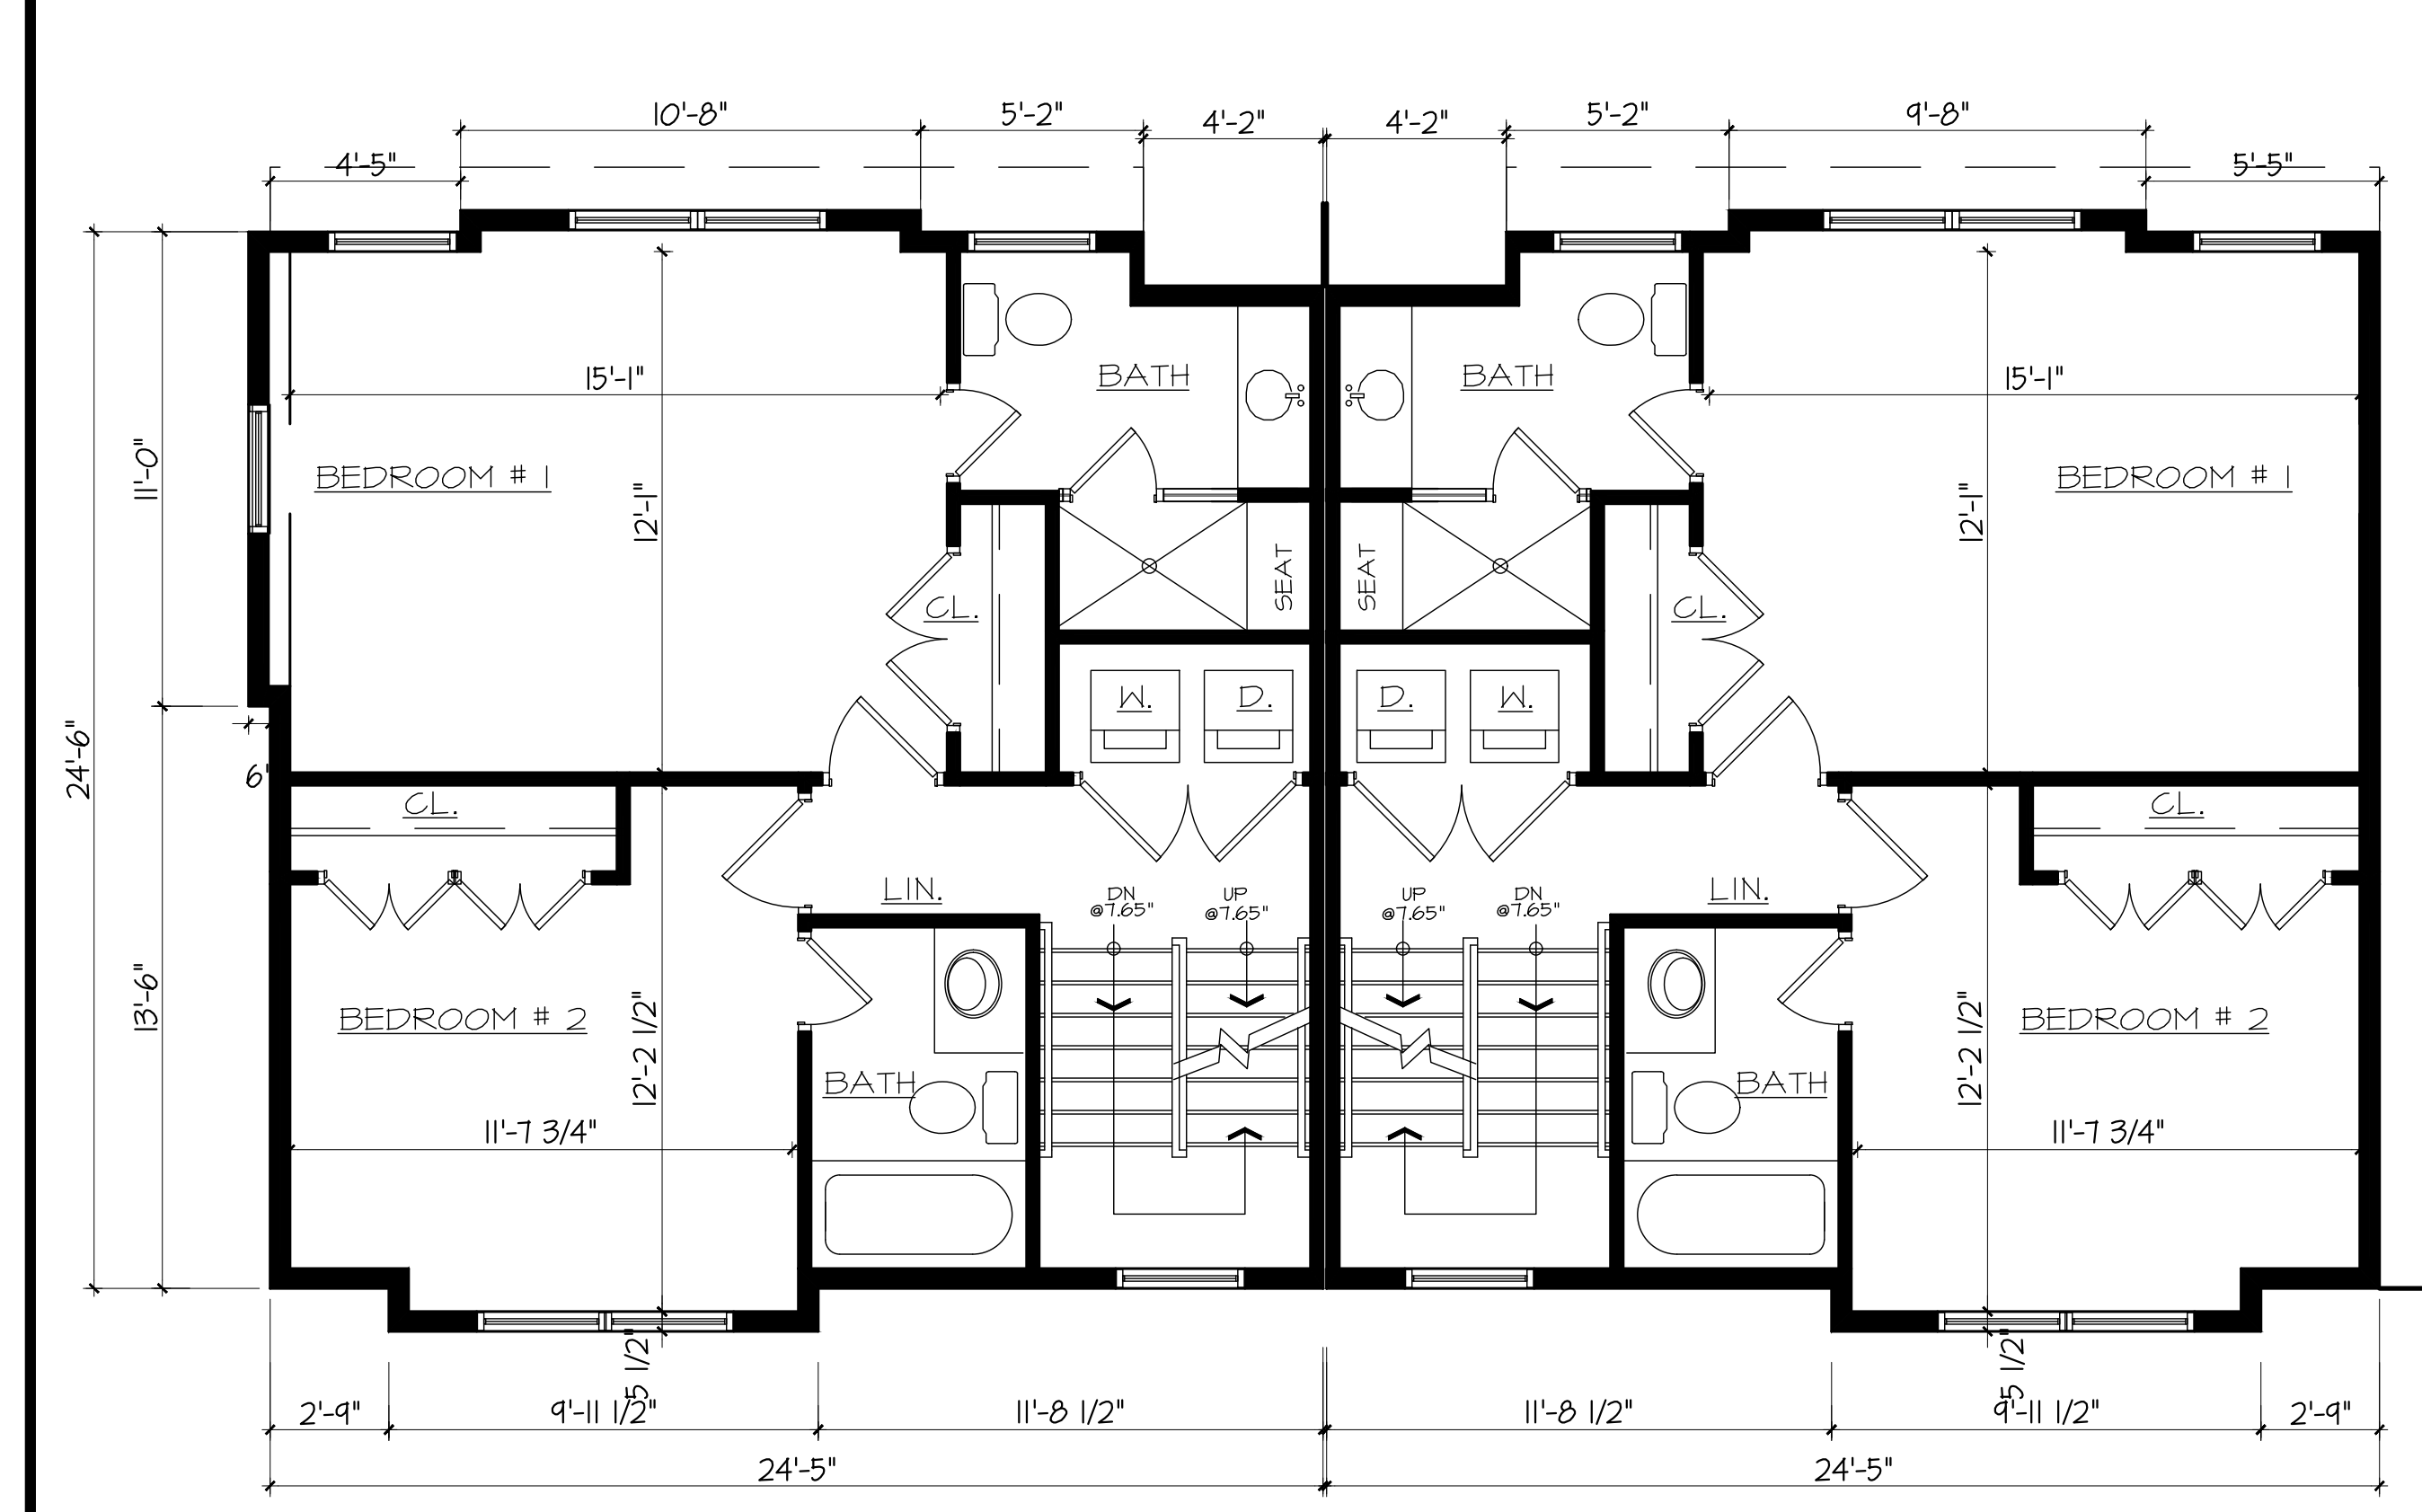 10'-8"
5'-2"
4'-2"
4'-2"
5'-2"
9'-8"
4'-5"
5'-5"
15'-1"
BATH
BATH
15'-1"
BEDROOM # 1
BEDROOM # 1
11'-0"
12'-1"
12'-1"
SEAT
SEAT
CL.
CL.
W.
D.
D.
W.
24'-6"
6"
CL.
CL.
LIN.
DN
@7.65"
UP
@7.65"
UP
@7.65"
DN
@7.65"
LIN.
13'-6"
BEDROOM # 2
12'-2 1/2"
12'-2 1/2"
BEDROOM # 2
BATH
BATH
11'-7 3/4"
11'-7 3/4"
5 1/2"
5 1/2"
2'-9"
9'-11 1/2"
11'-8 1/2"
11'-8 1/2"
9'-11 1/2"
2'-9"
24'-5"
24'-5"